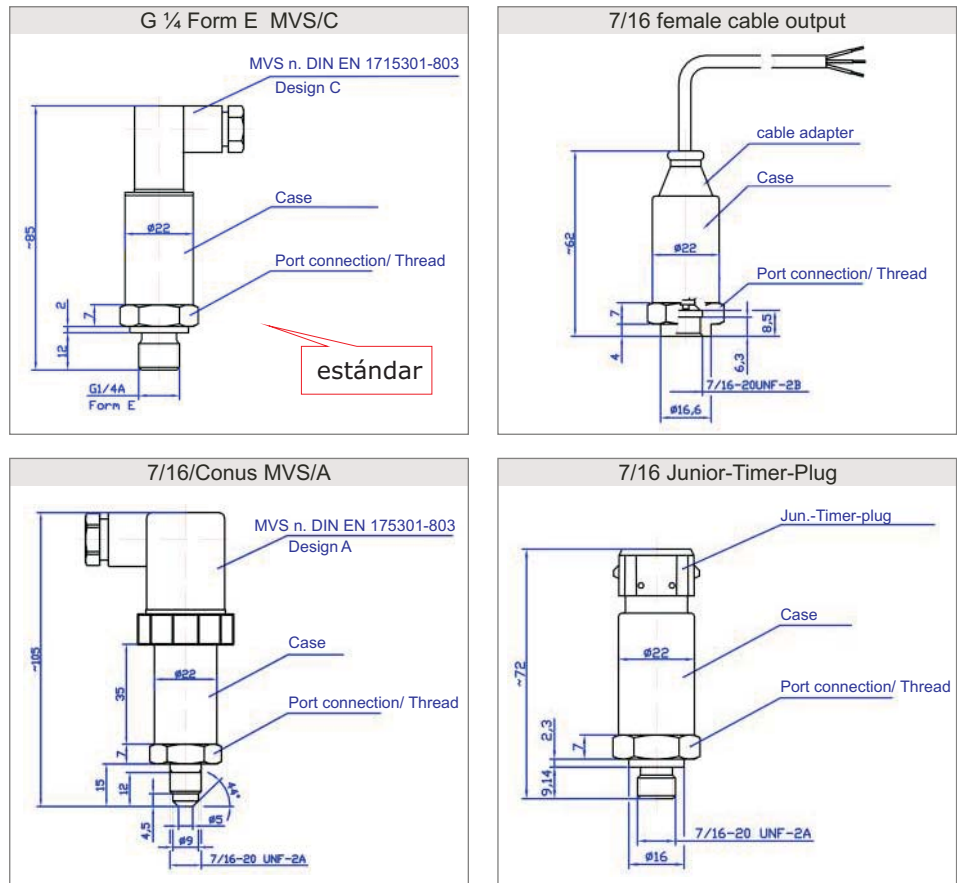 G ¼ Form E MVS/C
MVS n. DIN EN 1715301-803
Design C
Case
ø22
Port connection/ Thread
~85
2
7
12
G1/4A
Form E
estándar
7/16 female cable output
cable adapter
Case
ø22
Port connection/ Thread
~62
7
4
8,5
6,3
7/16-20UNF-2B
ø16,6
7/16/Conus MVS/A
MVS n. DIN EN 175301-803
Design A
Case
ø22
Port connection/ Thread
~105
35
7
15
12
4,5
44°
ø5
ø9
7/16-20 UNF-2A
7/16 Junior-Timer-Plug
Jun.-Timer-plug
Case
ø22
Port connection/ Thread
~72
2,3
7
9,14
7/16-20 UNF-2A
ø16